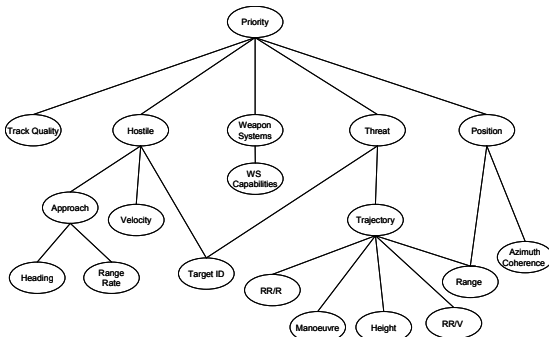 Priority
Track Quality
Hostile
Weapon
Systems
Threat
Position
WS
Capabilities
Approach
Velocity
Trajectory
Heading
Range
Rate
Target ID
RR/R
Range
Azimuth
Coherence
Manoeuvre
Height
RR/V